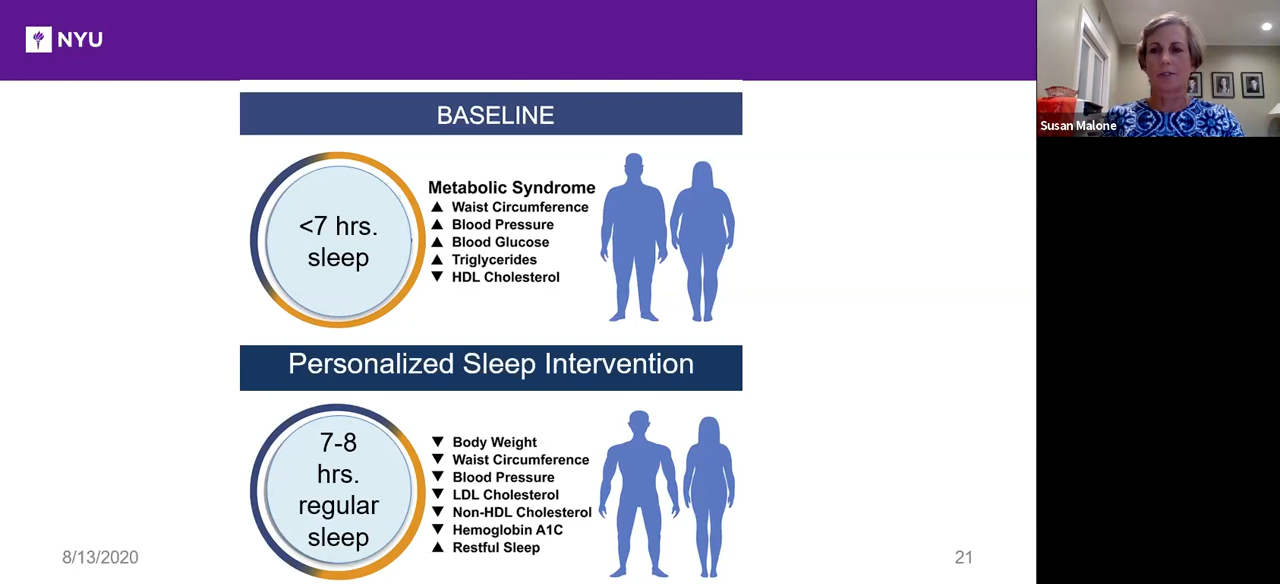 NYU
BASELINE
<7 hrs.
sleep
Metabolic Syndrome
▲ Waist Circumference
▲ Blood Pressure
▲ Blood Glucose
▲ Triglycerides
▼ HDL Cholesterol
Personalized Sleep Intervention
7-8
hrs.
regular
sleep
▼ Body Weight
▼ Waist Circumference
▼ Blood Pressure
▼ LDL Cholesterol
▼ Non-HDL Cholesterol
▼ Hemoglobin A1C
▲ Restful Sleep
8/13/2020
21
Susan Malone